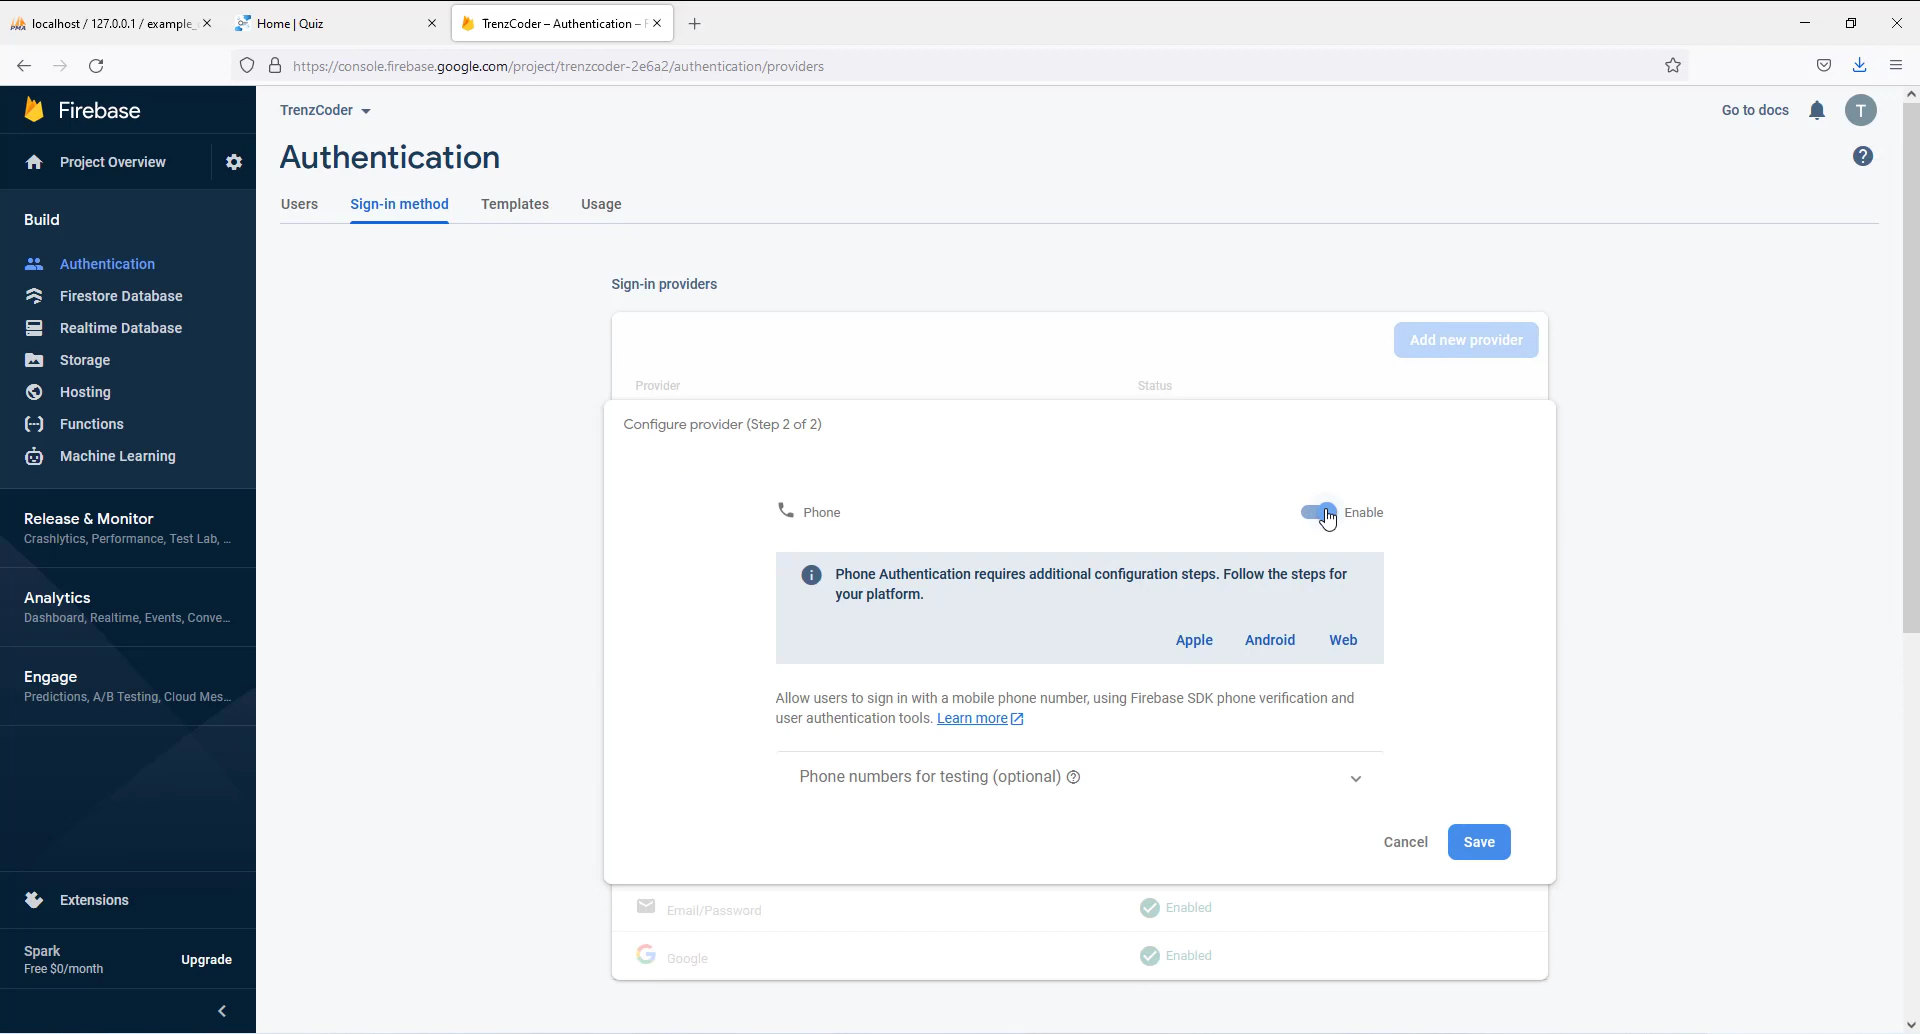 localhost / 127.0.0.1 / example_
Home | Quiz
TrenzCoder – Authentication –
https://console.firebase.google.com/project/trenzcoder-2e6a2/authentication/providers
Firebase
TrenzCoder
Go to docs
T
Project Overview
Authentication
?
Users
Sign-in method
Templates
Usage
Build
Authentication
Firestore Database
Realtime Database
Storage
Hosting
Functions
Machine Learning
Release & Monitor
Crashlytics, Performance, Test Lab, ...
Analytics
Dashboard, Realtime, Events, Conve...
Engage
Predictions, A/B Testing, Cloud Mes...
Extensions
Spark
Free $0/month
Upgrade
Sign-in providers
Add new provider
Provider
Status
Configure provider (Step 2 of 2)
Phone
Enable
Phone Authentication requires additional configuration steps. Follow the steps for
your platform.
Apple
Android
Web
Allow users to sign in with a mobile phone number, using Firebase SDK phone verification and
user authentication tools. Learn more
Phone numbers for testing (optional)
Cancel
Save
Email/Password
Enabled
Google
Enabled